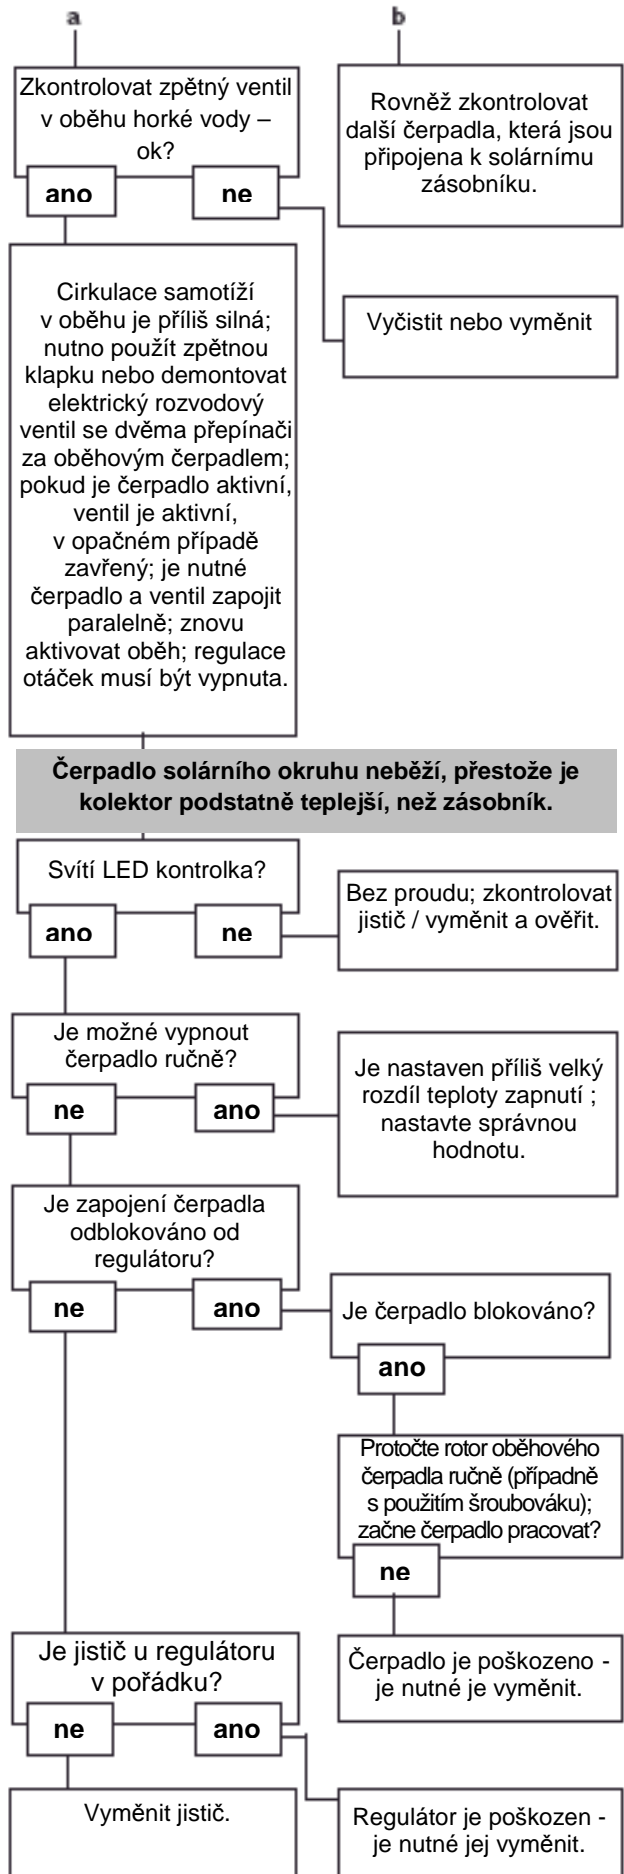 a
b
Zkontrolovat zpětný ventil
v oběhu horké vody –
ok?
ano
ne
Rovněž zkontrolovat
další čerpadla, která jsou
připojena k solárnímu
zásobníku.
Cirkulace samotíží
v oběhu je příliš silná;
nutno použít zpětnou
klapku nebo demontovat
elektrický rozvodový
ventil se dvěma přepínači
za oběhovým čerpadlem;
pokud je čerpadlo aktivní,
ventil je aktivní,
v opačném případě
zavřený; je nutné
čerpadlo a ventil zapojit
paralelně; znovu
aktivovat oběh; regulace
otáček musí být vypnuta.
Vyčistit nebo vyměnit
Čerpadlo solárního okruhu neběží, přestože je
kolektor podstatně teplejší, než zásobník.
Svítí LED kontrolka?
ano
ne
Bez proudu; zkontrolovat
jistič / vyměnit a ověřit.
Je možné vypnout
čerpadlo ručně?
ne
ano
Je nastaven příliš velký
rozdíl teploty zapnutí ;
nastavte správnou
hodnotu.
Je zapojení čerpadla
odblokováno od
regulátoru?
ne
ano
Je čerpadlo blokováno?
ano
Protočte rotor oběhového
čerpadla ručně (případně
s použitím šroubováku);
začne čerpadlo pracovat?
ne
Čerpadlo je poškozeno -
je nutné je vyměnit.
Je jistič u regulátoru
v pořádku?
ne
ano
Vyměnit jistič.
Regulátor je poškozen -
je nutné jej vyměnit.